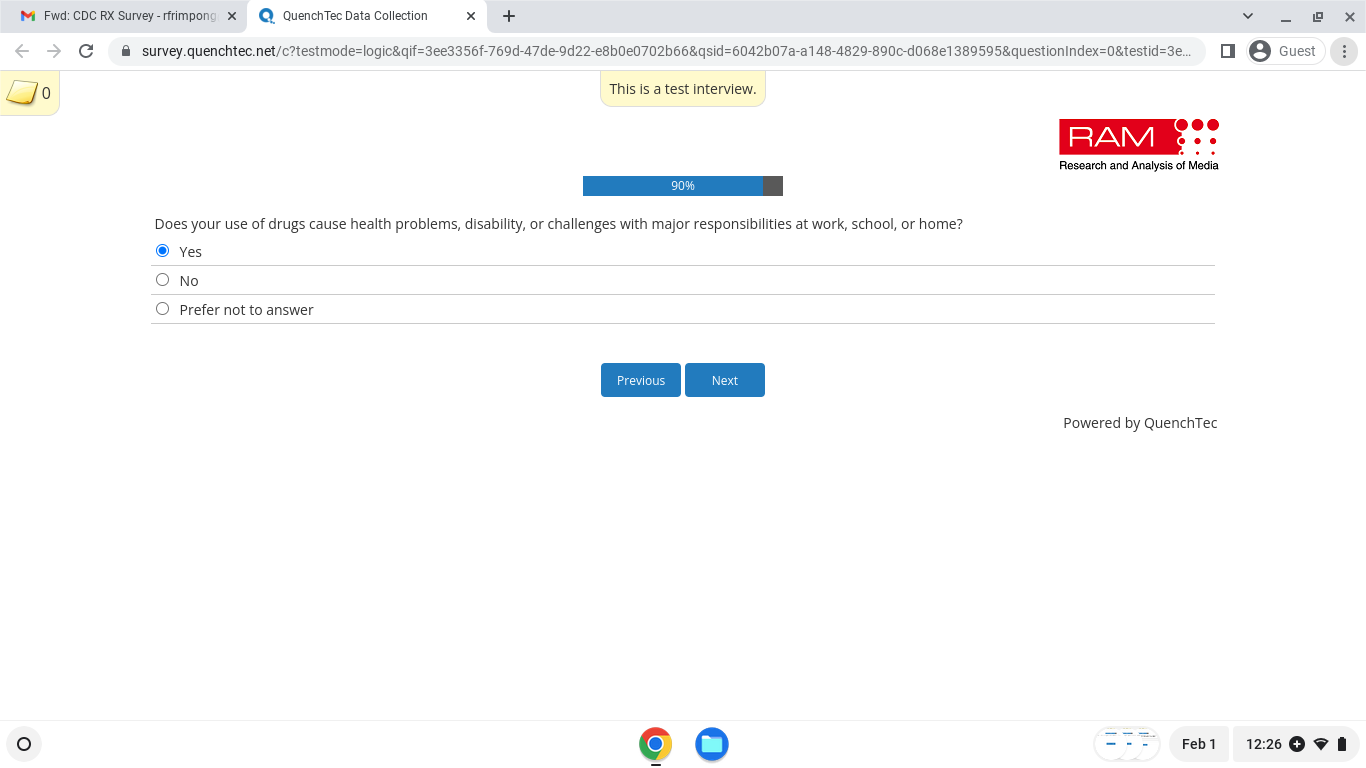 Fwd: CDC RX Survey - rfrimpong
QuenchTec Data Collection
survey.quenchtec.net/c?testmode=logic&qif=3ee3356f-769d-47de-9d22-e8b0e0702b66&qsid=6042b07a-a148-4829-890c-d068e1389595&questionIndex=0&testid=3e...
Guest
0
This is a test interview.
RAM
Research and Analysis of Media
90%
Does your use of drugs cause health problems, disability, or challenges with major responsibilities at work, school, or home?
Yes
No
Prefer not to answer
Previous
Next
Powered by QuenchTec
Feb 1
12:26